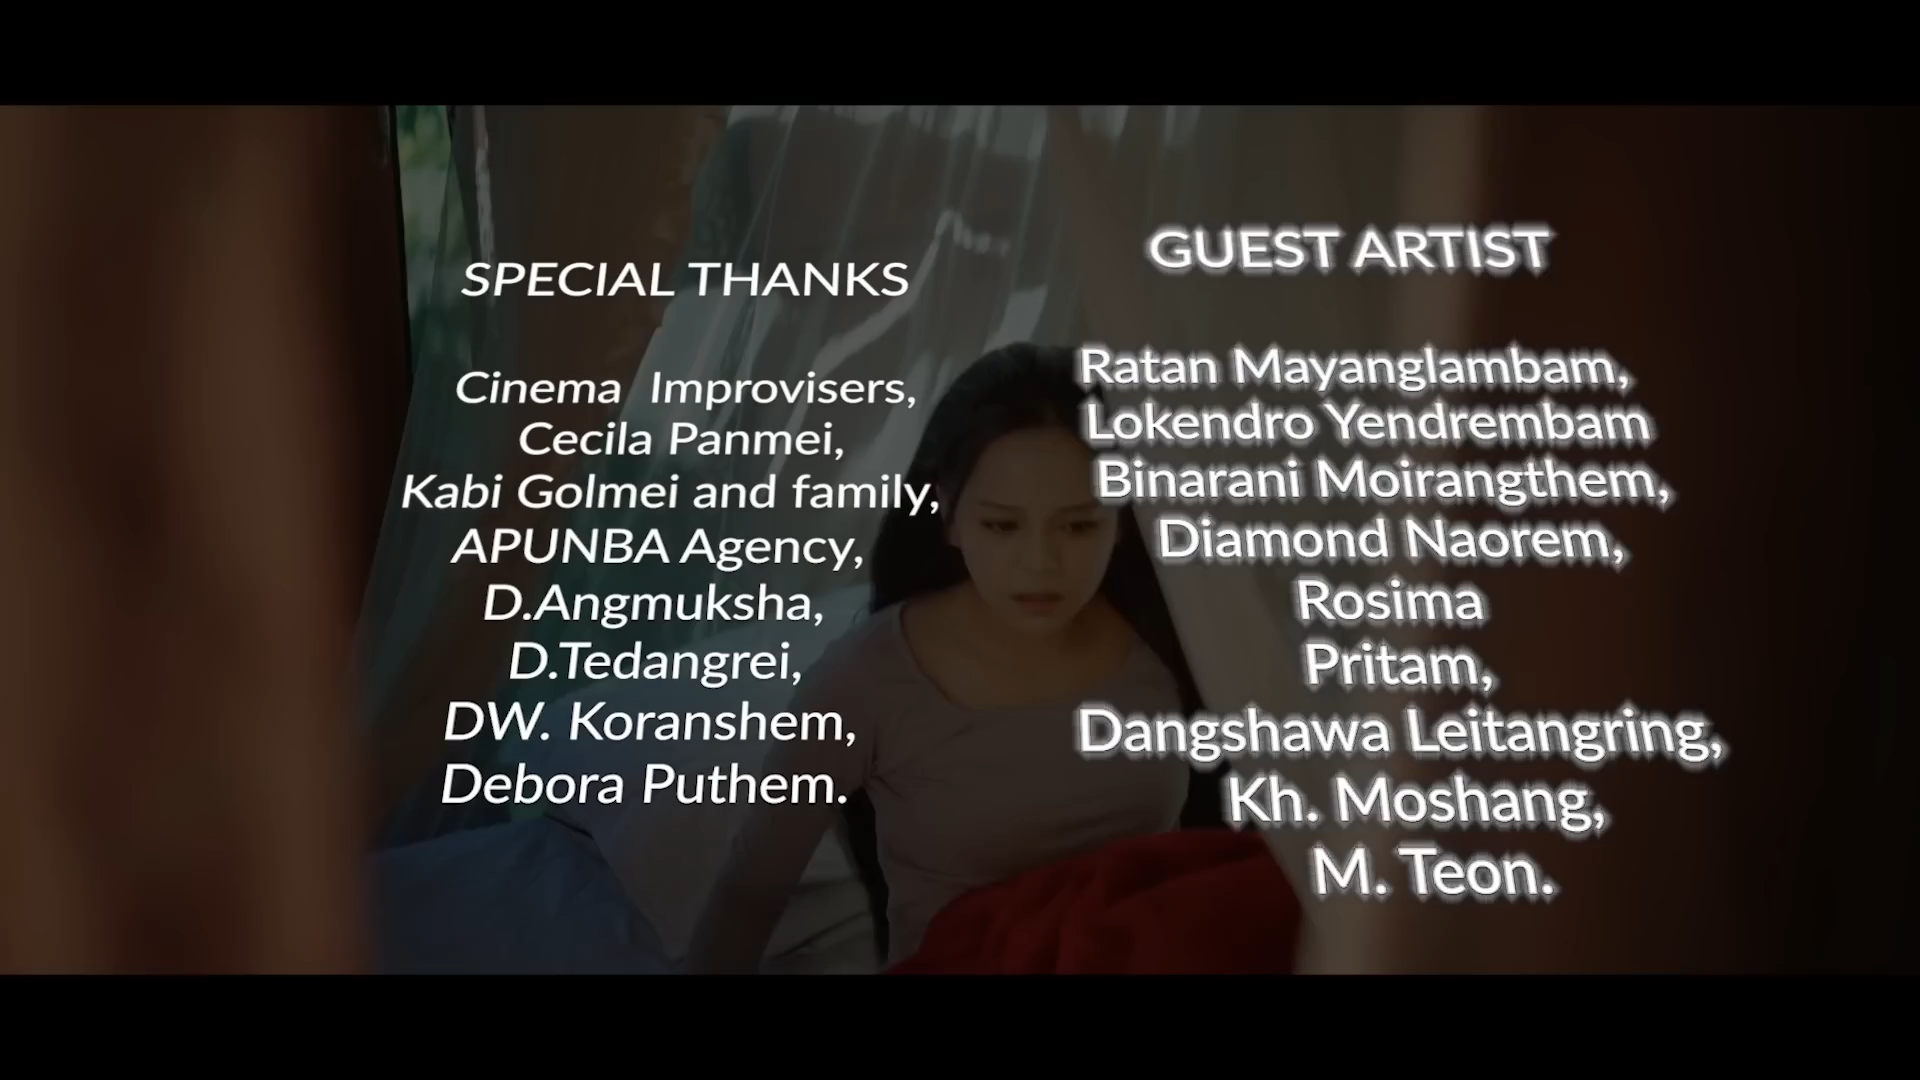 SPECIAL THANKS
Cinema Improvisers,
Cecila Panmei,
Kabi Golmei and family,
APUNBA Agency,
D.Angmuksha,
D.Tedangrei,
DW. Koranshem,
Debora Puthem.
GUEST ARTIST
Ratan Mayanglambam,
Lokendro Yendrembam
Binarani Moirangthem,
Diamond Naorem,
Rosima
Pritam,
Dangshawa Leitangring,
Kh. Moshang,
M. Teon.